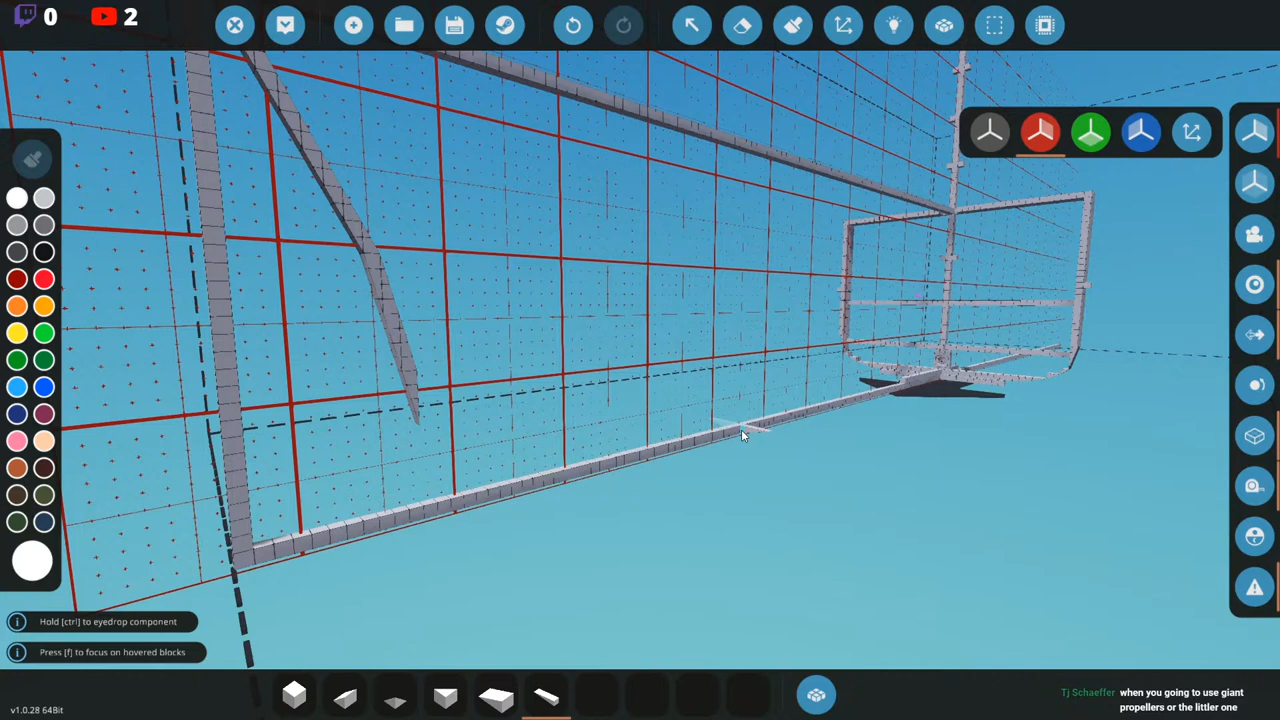 0
2
Hold [ctrl] to eyedrop component
Press [f] to focus on hovered blocks
v1.0.28 64Bit
Tj Schaeffer when you going to use giant
propellers or the littler one